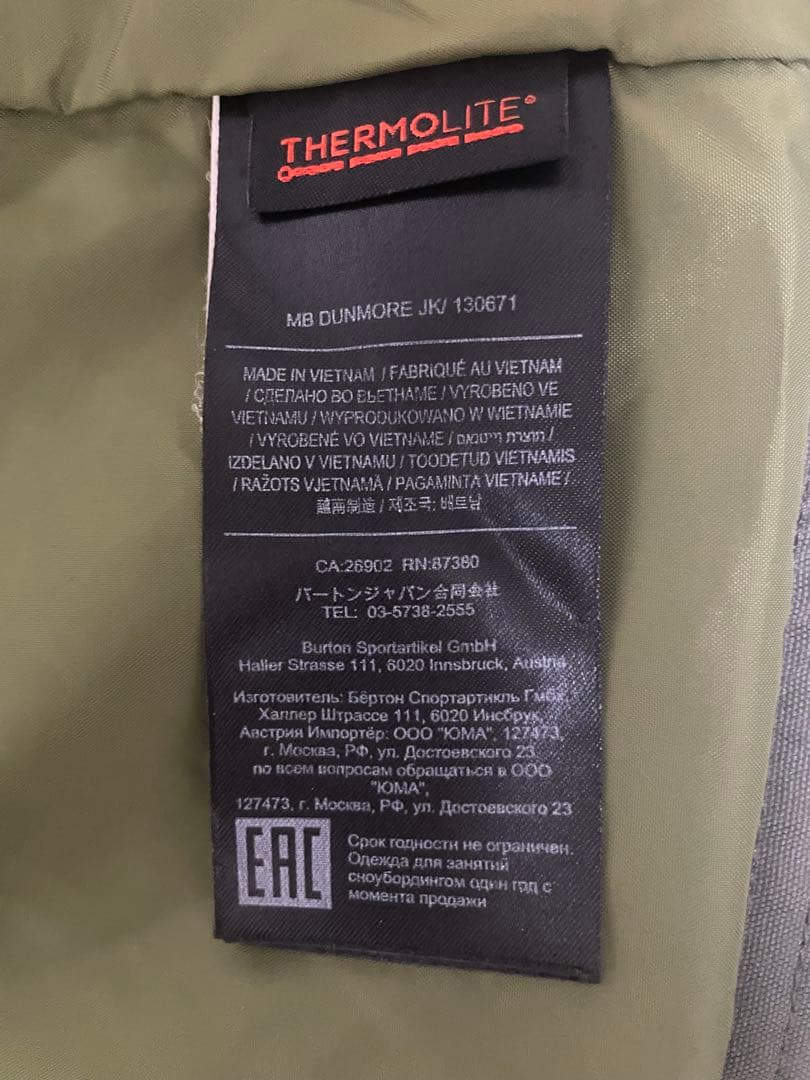 THERMOLITE®
MB DUNMORE JK/ 130671
MADE IN VIETNAM / FABRIQUÉ AU VIETNAM
/ СДЕЛАНО ВО ВЬЕТНАМЕ / VYROBENO VE
VIETNAMU / WYPRODUKOWANO W WIETNAMIE
/ VYROBENÉ VO VIETNAME / תוצרת וייטנאם /
IZDELANO V VIETNAMU / TOODETUD VIETNAMIS
/ RAŽOTS VJETNAMĀ / PAGAMINTA VIETNAME /
越南制造 / 제조국: 베트남
CA:26902 RN:87380
バートンジャパン合同会社
TEL: 03-5738-2555
Burton Sportartikel GmbH
Haller Strasse 111, 6020 Innsbruck, Austria
Изготовитель: Бёртон Спортартикль Гмбх,
Халлер Штрассе 111, 6020 Инсбрук,
Австрия Импортёр: ООО "ЮМА", 127473,
г. Москва, РФ, ул. Достоевского 23.
по всем вопросам обращаться в ООО
"ЮМА",
127473, г. Москва, РФ, ул. Достоевского 23
EAC
Срок годности не ограничен.
Одежда для занятий
сноубордингом один год с
момента продажи